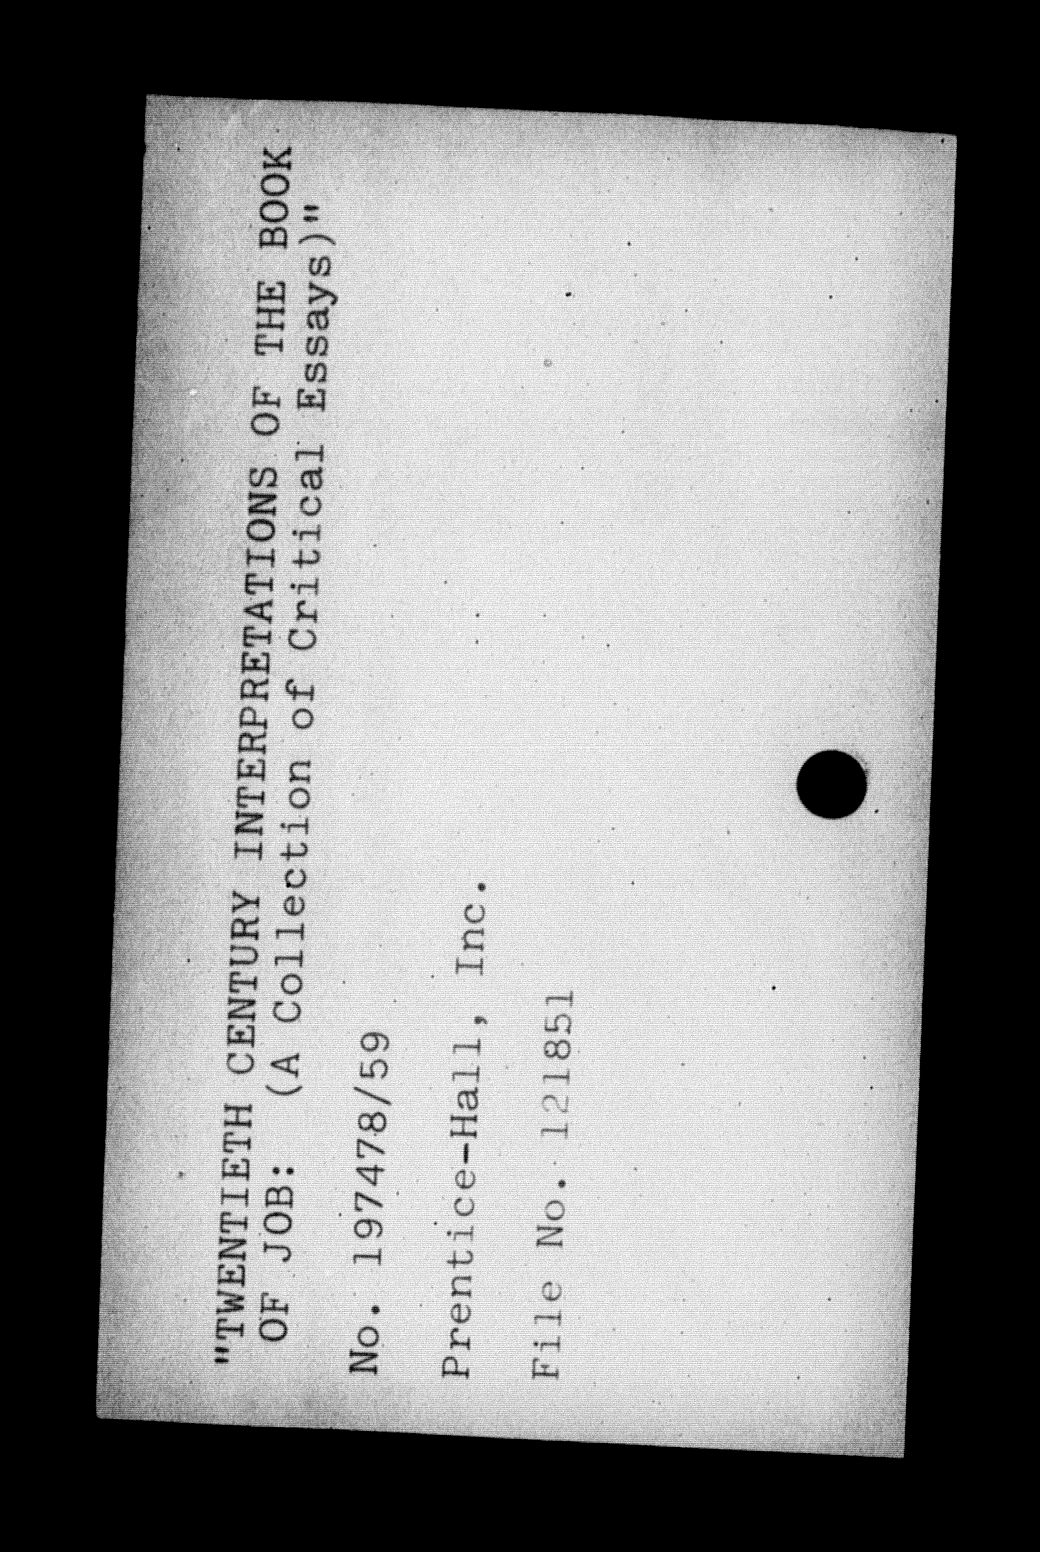 "TWENTIETH CENTURY INTERPRETATIONS OF THE BOOK
OF JOB: (A Collection of Critical Essays)"
No. 197478/59
Prentice-Hall, Inc.
File No. 121851